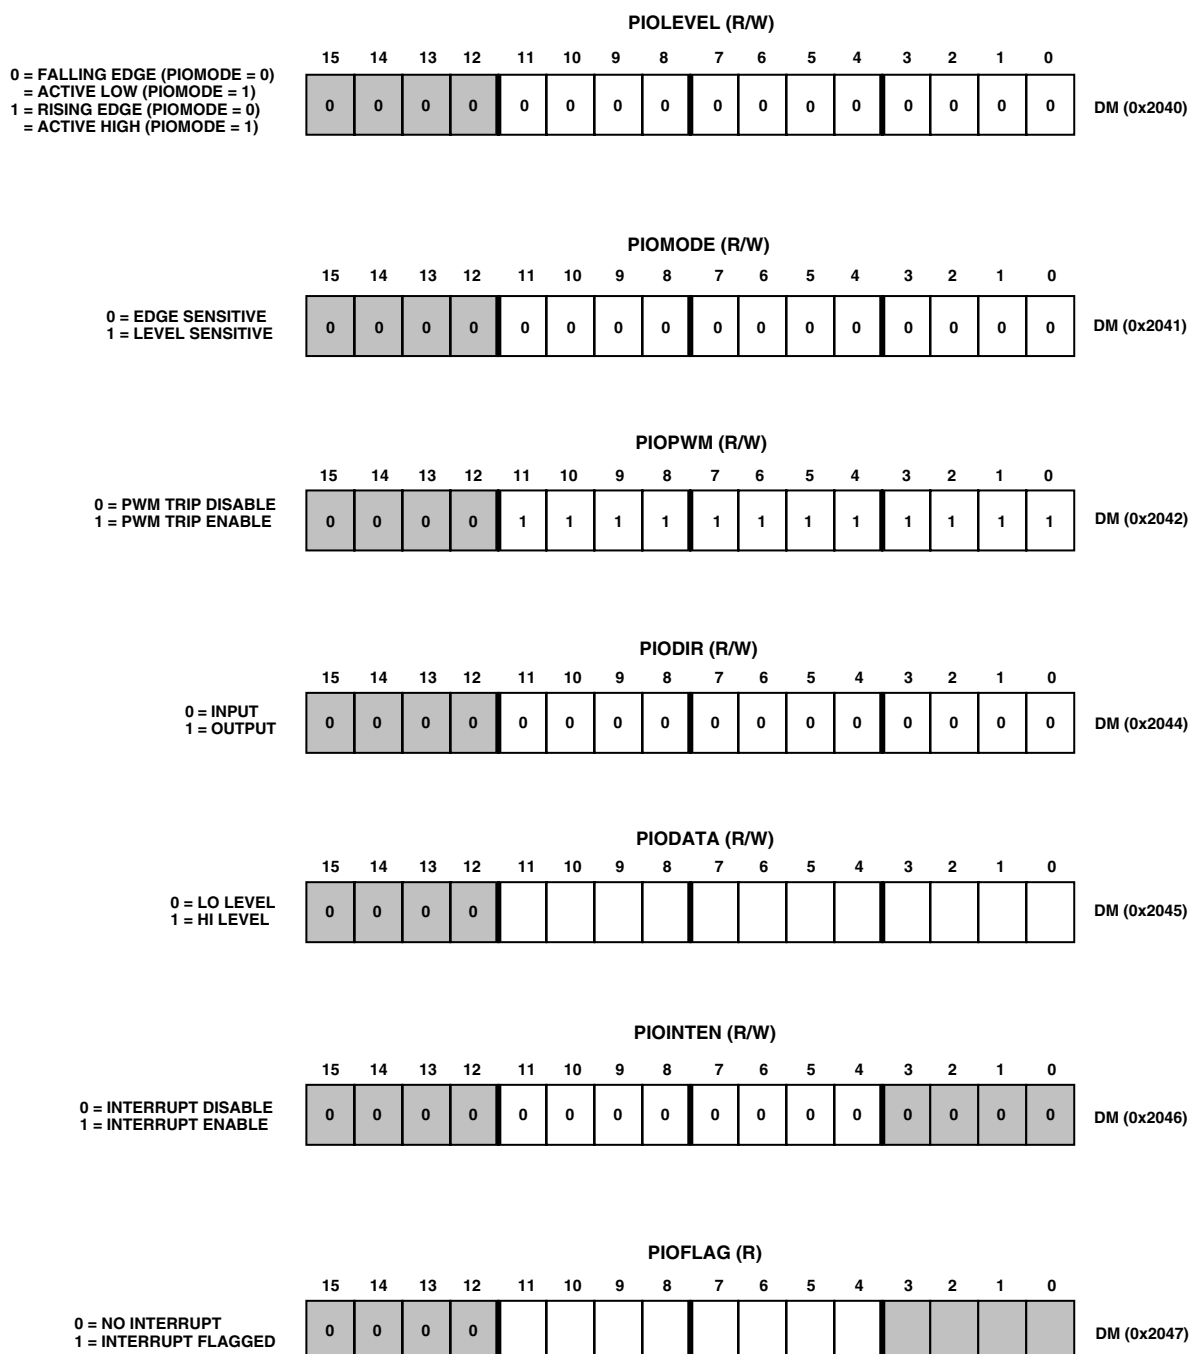 PIOLEVEL (R/W)
15 14 13 12 11 10 9 8 7 6 5 4 3 2 1 0
0 = FALLING EDGE (PIOMODE = 0)
= ACTIVE LOW (PIOMODE = 1)
1 = RISING EDGE (PIOMODE = 0)
= ACTIVE HIGH (PIOMODE = 1)
0 0 0 0 0 0 0 0 0 0 0 0 0 0 0 0 DM (0x2040)
PIOMODE (R/W)
15 14 13 12 11 10 9 8 7 6 5 4 3 2 1 0
0 = EDGE SENSITIVE
1 = LEVEL SENSITIVE
0 0 0 0 0 0 0 0 0 0 0 0 0 0 0 0 DM (0x2041)
PIOPWM (R/W)
15 14 13 12 11 10 9 8 7 6 5 4 3 2 1 0
0 = PWM TRIP DISABLE
1 = PWM TRIP ENABLE
0 0 0 0 1 1 1 1 1 1 1 1 1 1 1 1 DM (0x2042)
PIODIR (R/W)
15 14 13 12 11 10 9 8 7 6 5 4 3 2 1 0
0 = INPUT
1 = OUTPUT
0 0 0 0 0 0 0 0 0 0 0 0 0 0 0 0 DM (0x2044)
PIODATA (R/W)
15 14 13 12 11 10 9 8 7 6 5 4 3 2 1 0
0 = LO LEVEL
1 = HI LEVEL
0 0 0 0 DM (0x2045)
PIOINTEN (R/W)
15 14 13 12 11 10 9 8 7 6 5 4 3 2 1 0
0 = INTERRUPT DISABLE
1 = INTERRUPT ENABLE
0 0 0 0 0 0 0 0 0 0 0 0 0 0 0 0 DM (0x2046)
PIOFLAG (R)
15 14 13 12 11 10 9 8 7 6 5 4 3 2 1 0
0 = NO INTERRUPT
1 = INTERRUPT FLAGGED
0 0 0 0 DM (0x2047)